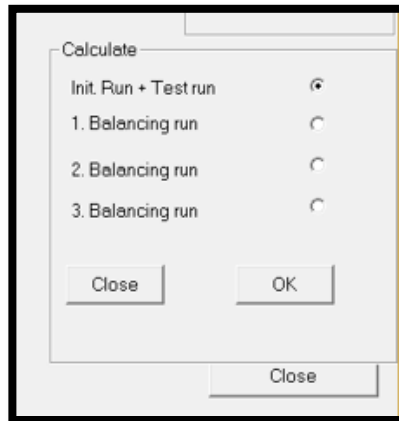 Calculate
Init. Run + Test run
1. Balancing run
2. Balancing run
3. Balancing run
Close OK
Close